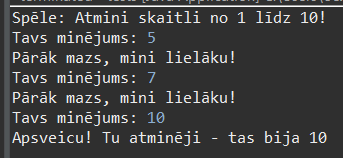 Spēle: Atmini skaitli no 1 līdz 10!
Tavs minējums: 5
Pārāk mazs, mini lielāku!
Tavs minējums: 7
Pārāk mazs, mini lielāku!
Tavs minējums: 10
Apsveicu! Tu atminēji - tas bija 10